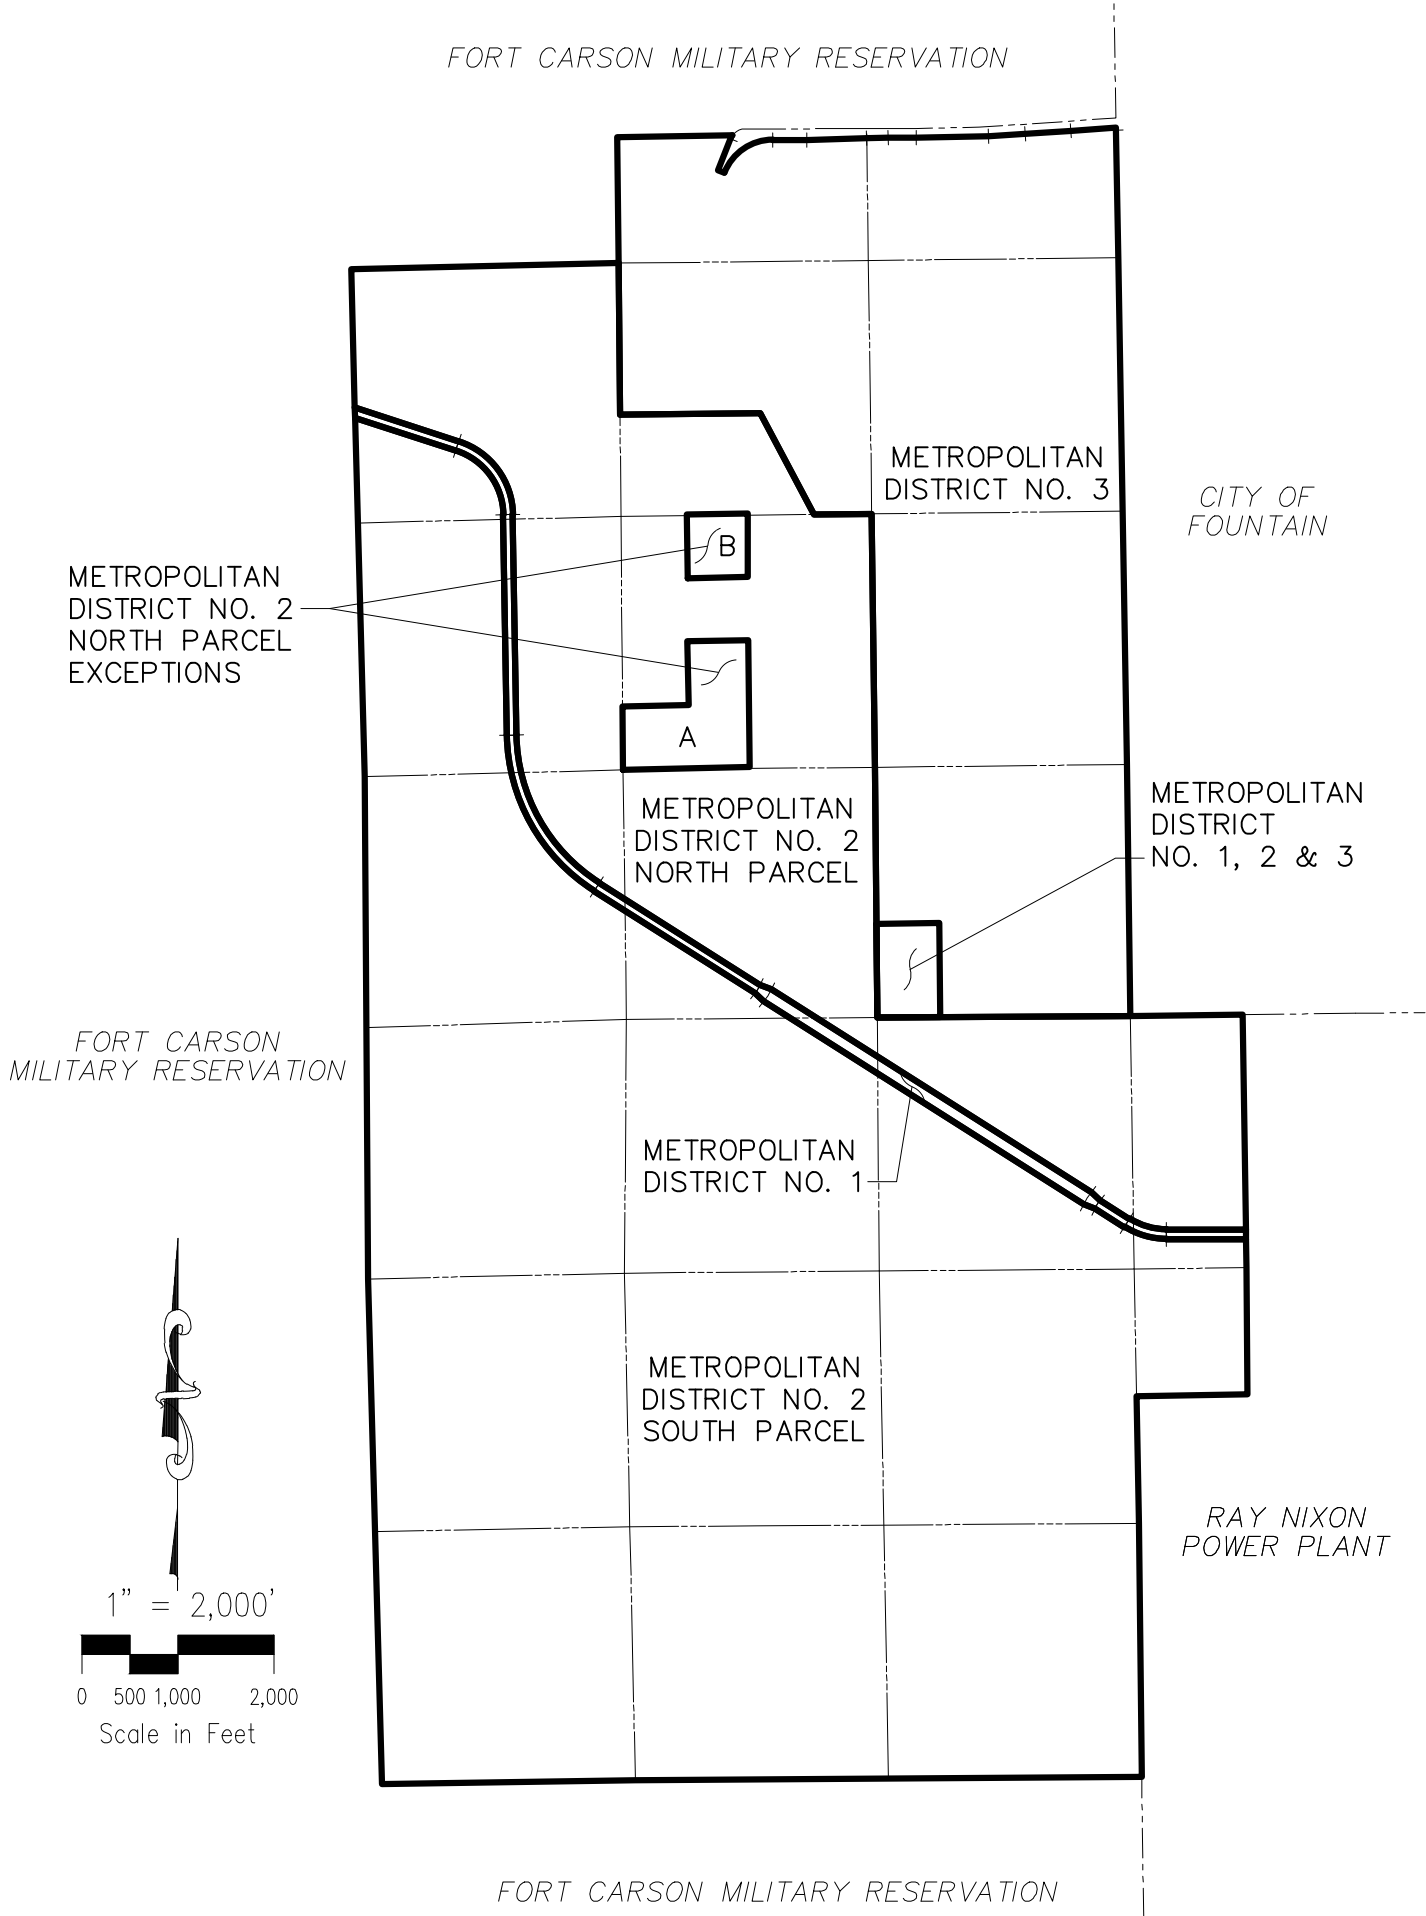 FORT CARSON MILITARY RESERVATION
METROPOLITAN
DISTRICT NO. 3
CITY OF
FOUNTAIN
B
METROPOLITAN
DISTRICT NO. 2
NORTH PARCEL
EXCEPTIONS
A
METROPOLITAN
DISTRICT NO. 2
NORTH PARCEL
METROPOLITAN
DISTRICT
NO. 1, 2 & 3
FORT CARSON
MILITARY RESERVATION
METROPOLITAN
DISTRICT NO. 1
METROPOLITAN
DISTRICT NO. 2
SOUTH PARCEL
RAY NIXON
POWER PLANT
1" = 2,000'
0 500 1,000 2,000
Scale in Feet
FORT CARSON MILITARY RESERVATION